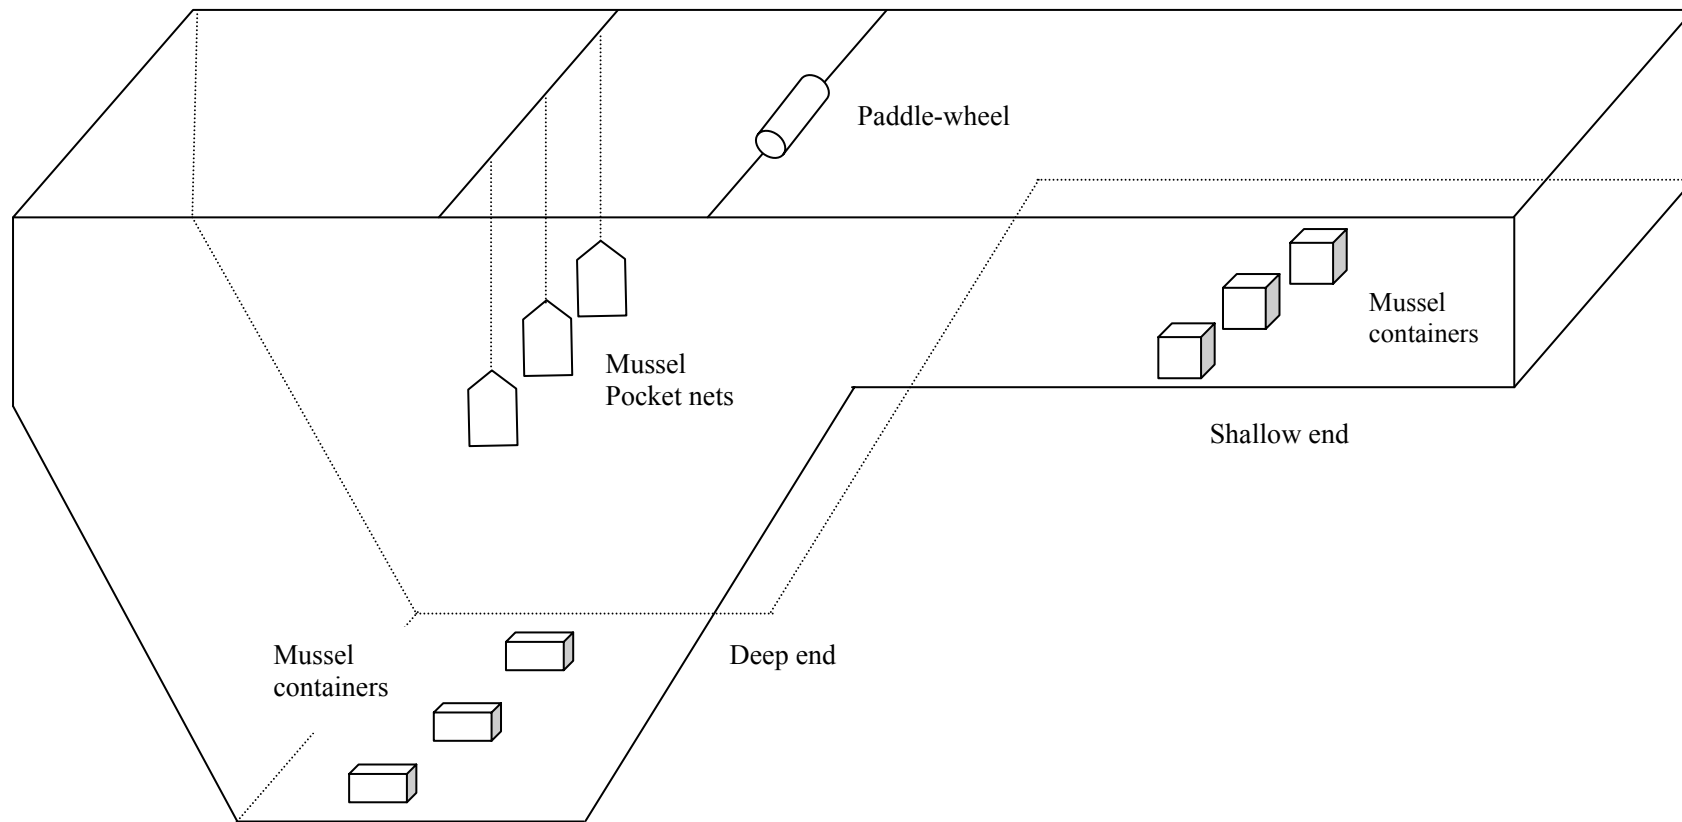 Paddle-wheel
Mussel
containers
Mussel
Pocket nets
Shallow end
Mussel
containers
Deep end